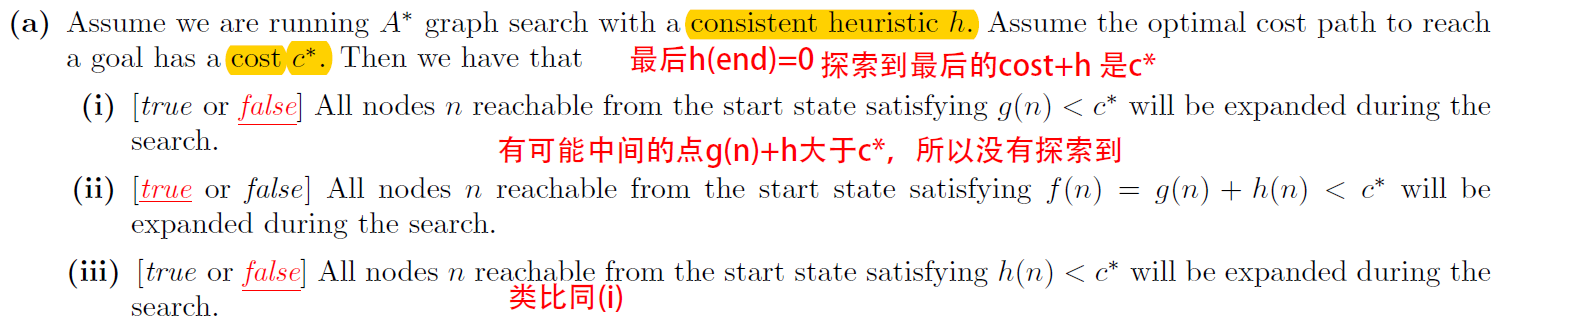 (a) Assume we are running A* graph search with a consistent heuristic h. Assume the optimal cost path to reach
a goal has a cost c*. Then we have that 最后h(end)=0 探索到最后的cost+h 是c*
(i) [true or false] All nodes n reachable from the start state satisfying g(n) < c* will be expanded during the
search.
有可能中间的点g(n)+h大于c*，所以没有探索到
(ii) [true or false] All nodes n reachable from the start state satisfying f(n) = g(n) + h(n) < c* will be
expanded during the search.
(iii) [true or false] All nodes n reachable from the start state satisfying h(n) < c* will be expanded during the
search.
类比同(i)